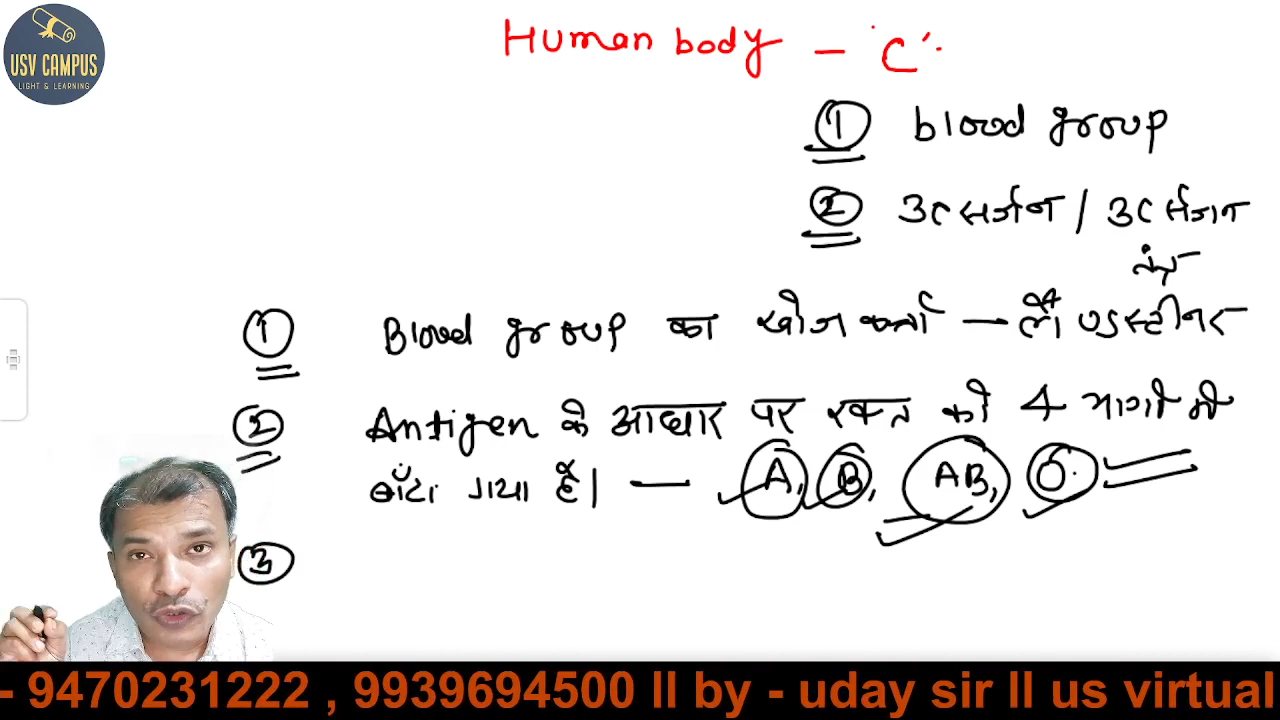 USV CAMPUS
LIGHT & LEARNING
Human body - 'C'
① blood group
② उत्सर्जन / उत्सर्जन
तंत्र
① Blood group का खोज कर्ता - लैंडस्टीनर
② Antigen के आधार पर रक्त को 4 भागो मे
बाँटा गया है। - A, B, AB, O
③
- 9470231222 , 9939694500 ll by - uday sir ll us virtual